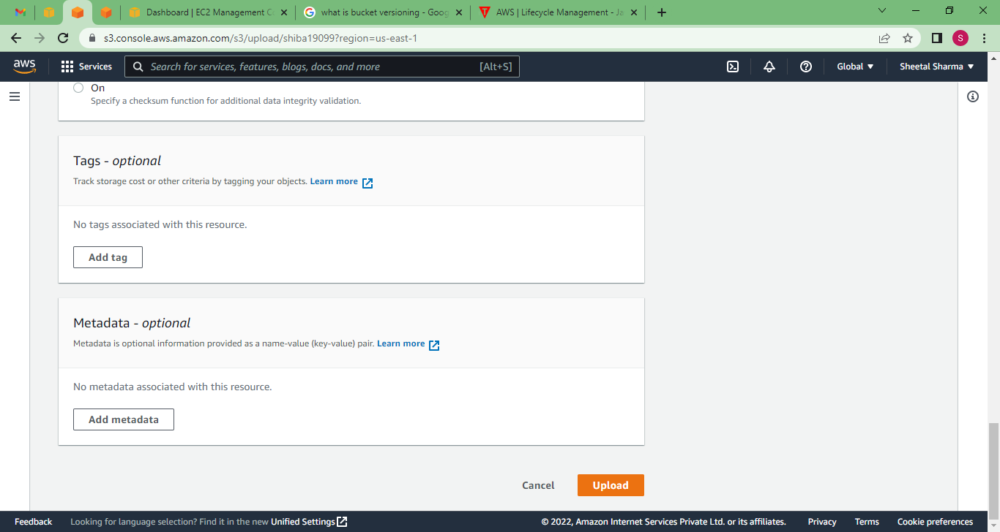 Dashboard | EC2 Management C
what is bucket versioning - Goog
AWS | Lifecycle Management - Ja
s3.console.aws.amazon.com/s3/upload/shiba19099?region=us-east-1
S
aws
Services
Search for services, features, blogs, docs, and more
[Alt+S]
Global
Sheetal Sharma
On
Specify a checksum function for additional data integrity validation.
Tags - optional
Track storage cost or other criteria by tagging your objects. Learn more
No tags associated with this resource.
Add tag
Metadata - optional
Metadata is optional information provided as a name-value (key-value) pair. Learn more
No metadata associated with this resource.
Add metadata
Cancel
Upload
Feedback
Looking for language selection? Find it in the new Unified Settings
© 2022, Amazon Internet Services Private Ltd. or its affiliates.
Privacy
Terms
Cookie preferences